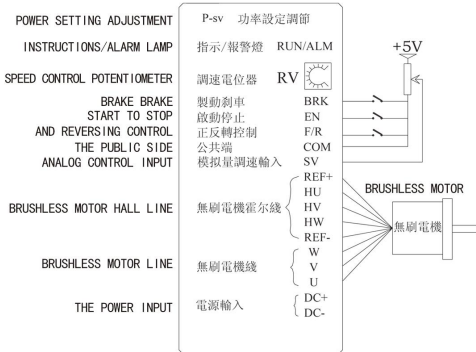 POWER SETTING ADJUSTMENT P-sv 功率設定調節
INSTRUCTIONS/ALARM LAMP 指示/報警燈 RUN/ALM
+5V
SPEED CONTROL POTENTIOMETER 調速電位器 RV
BRAKE BRAKE 製動刹車 BRK
START TO STOP 啟動停止 EN
AND REVERSING CONTROL 正反轉控制 F/R
THE PUBLIC SIDE 公共端 COM
ANALOG CONTROL INPUT 模拟量調速輸入 SV
REF+
HU
BRUSHLESS MOTOR
BRUSHLESS MOTOR HALL LINE 無刷電機霍尔綫 HV
HW
REF-
無刷電機
W
BRUSHLESS MOTOR LINE 無刷電機綫 V
U
THE POWER INPUT 電源輸入 DC+
DC-